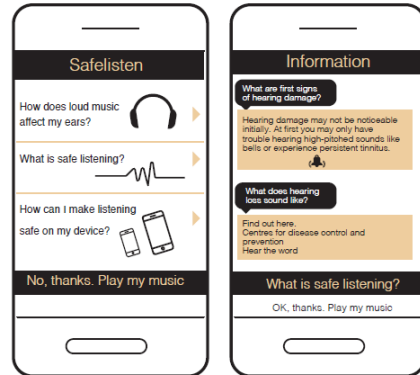 Safelisten
How does loud music
affect my ears?
What is safe listening?
How can I make listening
safe on my device?
No, thanks. Play my music
Information
What are first signs
of hearing damage?
Hearing damage may not be noticeable
initially. At first you may only have
trouble hearing high-pitched sounds like
bells or experience persistent tinnitus.
What does hearing
loss sound like?
Find out here.
Centres for disease control and
prevention
Hear the word
What is safe listening?
OK, thanks. Play my music